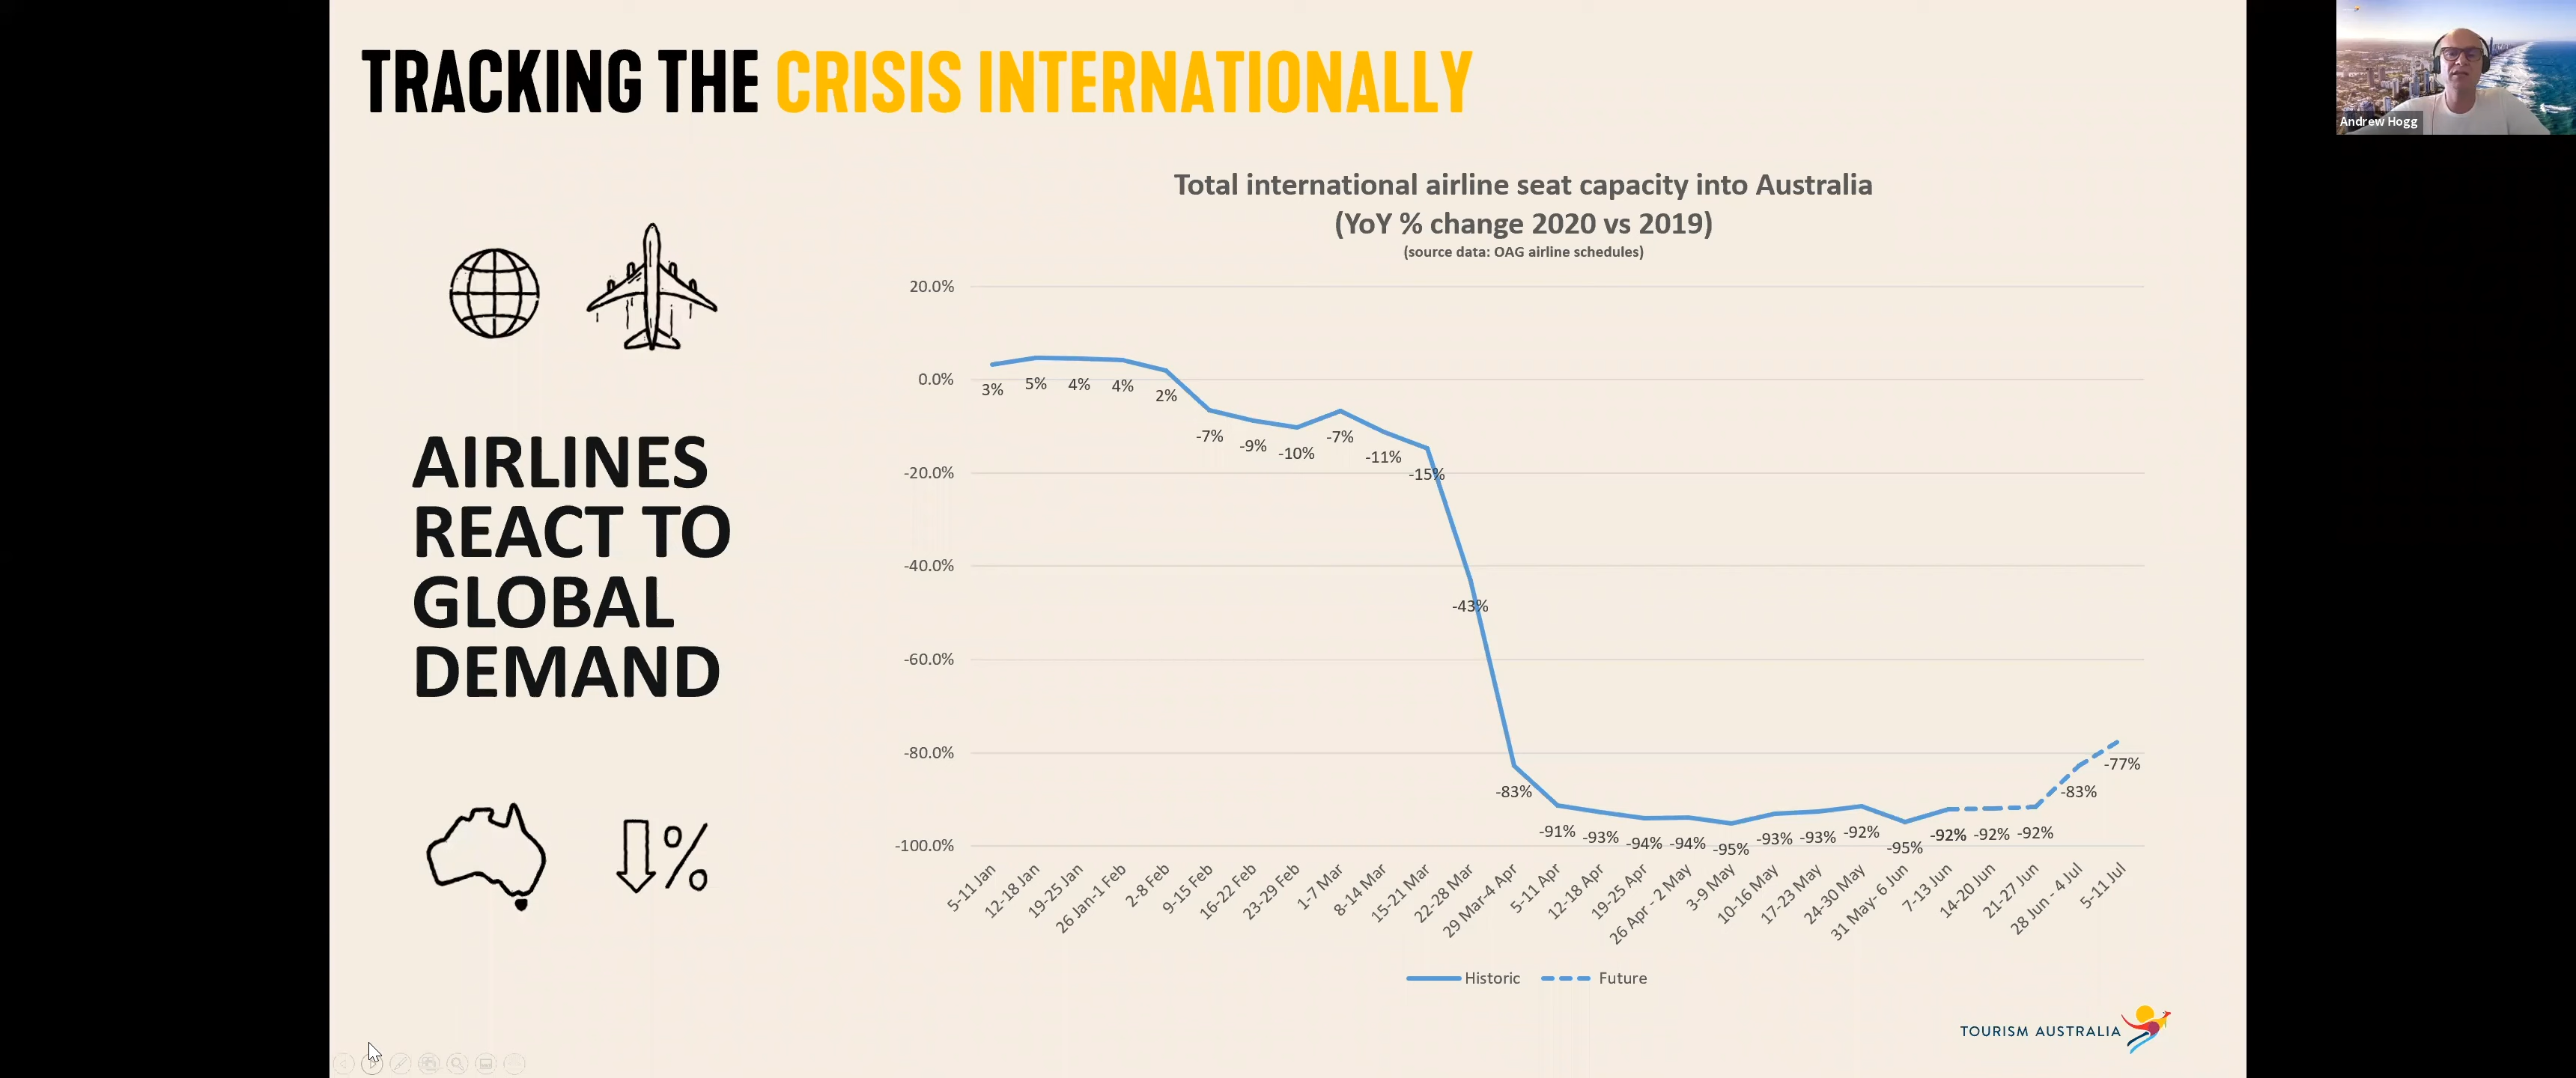 TRACKING THE CRISIS INTERNATIONALLY
Andrew Hogg
AIRLINES
REACT TO
GLOBAL
DEMAND
%
Total international airline seat capacity into Australia
(YoY % change 2020 vs 2019)
(source data: OAG airline schedules)
20.0%
0.0%
-20.0%
-40.0%
-60.0%
-80.0%
-100.0%
3%
5%
4%
4%
2%
-7%
-9%
-10%
-7%
-11%
-15%
-43%
-83%
-91%
-93%
-94%
-94%
-95%
-93%
-93%
-92%
-95%
-92%
-92%
-92%
-83%
-77%
5-11 Jan
12-18 Jan
19-25 Jan
26 Jan-1 Feb
2-8 Feb
9-15 Feb
16-22 Feb
23-29 Feb
1-7 Mar
8-14 Mar
15-21 Mar
22-28 Mar
29 Mar-4 Apr
5-11 Apr
12-18 Apr
19-25 Apr
26 Apr - 2 May
3-9 May
10-16 May
17-23 May
24-30 May
31 May- 6 Jun
7-13 Jun
14-20 Jun
21-27 Jun
28 Jun - 4 Jul
5-11 Jul
Historic
Future
TOURISM AUSTRALIA